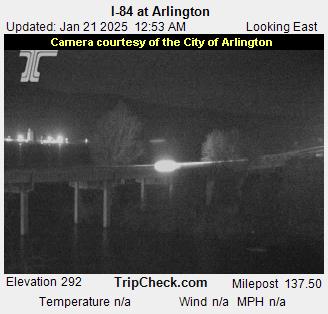 I-84 at Arlington
Updated: Jan 21 2025 12:53 AM Looking East
Camera courtesy of the City of Arlington
Elevation 292 TripCheck.com Milepost 137.50
Temperature n/a Wind n/a MPH n/a